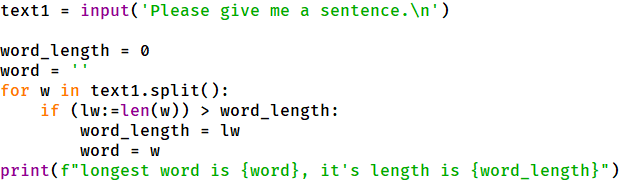 text1 = input('Please give me a sentence.\n')

word_length = 0
word = ''
for w in text1.split():
    if (lw:=len(w)) > word_length:
        word_length = lw
        word = w
print(f"longest word is {word}, it's length is {word_length}")